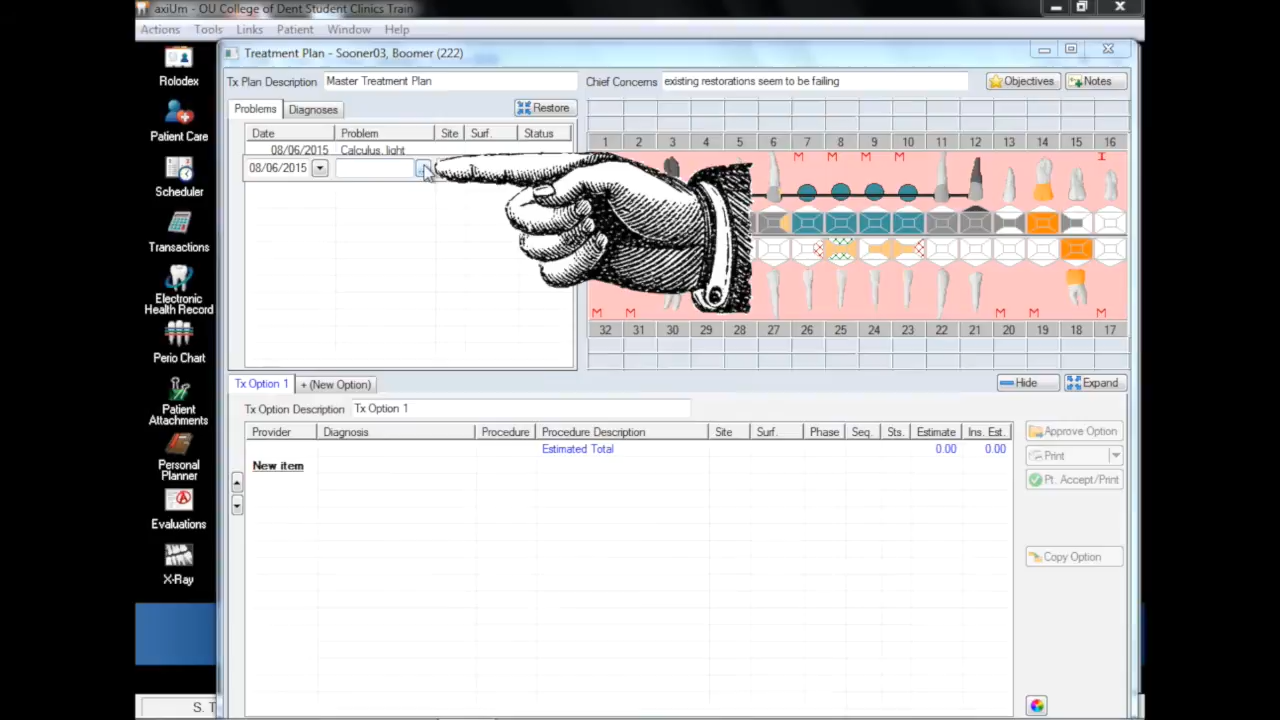 axiUm - OU College of Dent Student Clinics Train
Actions Tools Links Patient Window Help
Rolodex
Patient Care
Scheduler
Transactions
Electronic
Health Record
Perio Chart
Patient
Attachments
Personal
Planner
Evaluations
X-Ray
Treatment Plan - Sooner03, Boomer (222)
Tx Plan Description Master Treatment Plan
Chief Concerns existing restorations seem to be failing
Objectives Notes
Problems Diagnoses Restore
Date Problem Site Surf. Status
08/06/2015 Calculus, light
08/06/2015
1 2 3 4 5 6 7 8 9 10 11 12 13 14 15 16
M M M M I
M M M M M
32 31 30 29 28 27 26 25 24 23 22 21 20 19 18 17
Tx Option 1 + (New Option) Hide Expand
Tx Option Description Tx Option 1
Provider Diagnosis Procedure Procedure Description Site Surf. Phase Seq. Sts. Estimate Ins. Est.
Estimated Total 0.00 0.00
New item
Approve Option
Print
Pt. Accept/Print
Copy Option
S. T